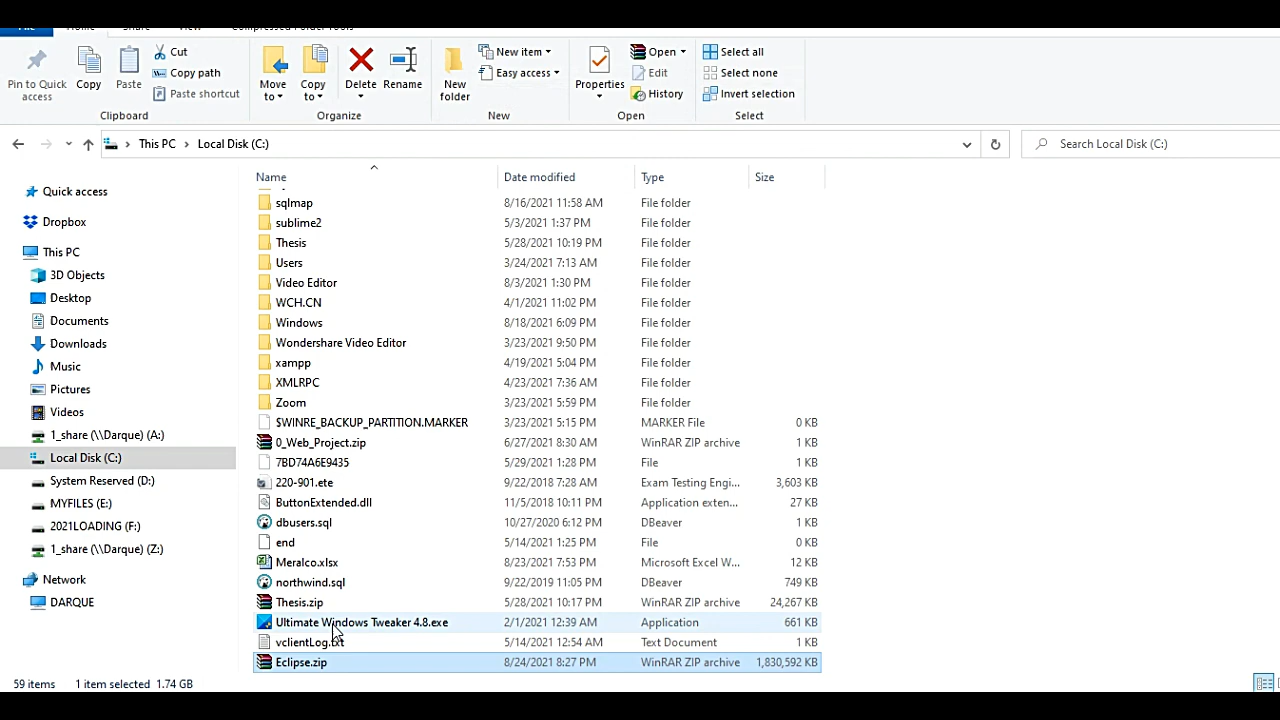 File Home Share View Compressed Folder Tools
Cut
Copy path
Paste shortcut
Pin to Quick access
Copy
Paste
Clipboard
Move to
Copy to
Delete
Rename
Organize
New folder
New item
Easy access
New
Properties
Open
Edit
History
Open
Select all
Select none
Invert selection
Select
This PC > Local Disk (C:)
Search Local Disk (C:)
Quick access
Dropbox
This PC
3D Objects
Desktop
Documents
Downloads
Music
Pictures
Videos
1_share (\\Darque) (A:)
Local Disk (C:)
System Reserved (D:)
MYFILES (E:)
2021LOADING (F:)
1_share (\\Darque) (Z:)
Network
DARQUE
Name Date modified Type Size
sqlmap 8/16/2021 11:58 AM File folder
sublime2 5/3/2021 1:37 PM File folder
Thesis 5/28/2021 10:19 PM File folder
Users 3/24/2021 7:13 AM File folder
Video Editor 8/3/2021 1:30 PM File folder
WCH.CN 4/1/2021 11:02 PM File folder
Windows 8/18/2021 6:09 PM File folder
Wondershare Video Editor 3/23/2021 9:50 PM File folder
xampp 4/19/2021 5:04 PM File folder
XMLRPC 4/23/2021 7:36 AM File folder
Zoom 3/23/2021 5:59 PM File folder
$WINRE_BACKUP_PARTITION.MARKER 3/23/2021 5:15 PM MARKER File 0 KB
0_Web_Project.zip 6/27/2021 8:30 AM WinRAR ZIP archive 1 KB
7BD74A6E9435 5/29/2021 1:28 PM File 1 KB
220-901.ete 9/22/2018 7:28 AM Exam Testing Engi... 3,603 KB
ButtonExtended.dll 11/5/2018 10:11 PM Application exten... 27 KB
dbusers.sql 10/27/2020 6:12 PM DBeaver 1 KB
end 5/14/2021 1:25 PM File 0 KB
Meralco.xlsx 8/23/2021 7:53 PM Microsoft Excel W... 12 KB
northwind.sql 9/22/2019 11:05 PM DBeaver 749 KB
Thesis.zip 5/28/2021 10:17 PM WinRAR ZIP archive 24,267 KB
Ultimate Windows Tweaker 4.8.exe 2/1/2021 12:39 AM Application 661 KB
vclientLog.txt 5/14/2021 12:54 AM Text Document 1 KB
Eclipse.zip 8/24/2021 8:27 PM WinRAR ZIP archive 1,830,592 KB
59 items 1 item selected 1.74 GB